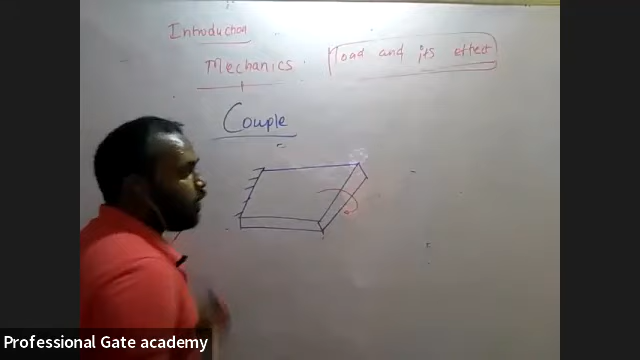 Introduction
Mechanics
load and its effect
Couple
Professional Gate academy